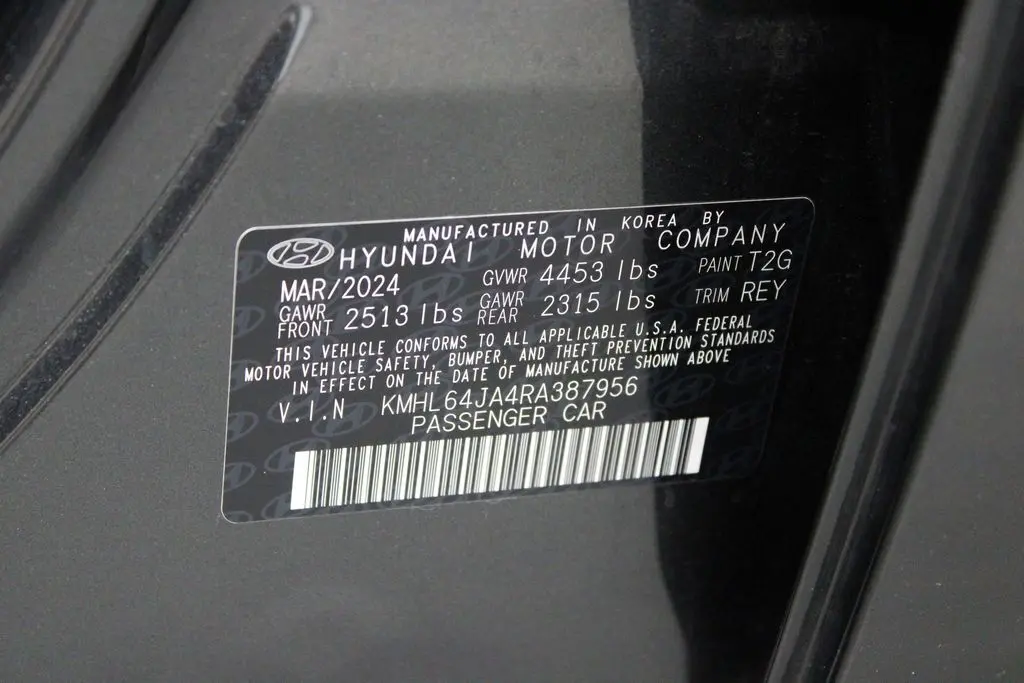 MANUFACTURED IN KOREA BY
HYUNDAI MOTOR COMPANY
MAR/2024 GVWR 4453 lbs PAINT T2G
GAWR FRONT 2513 lbs GAWR REAR 2315 lbs TRIM REY
THIS VEHICLE CONFORMS TO ALL APPLICABLE U.S.A. FEDERAL
MOTOR VEHICLE SAFETY, BUMPER, AND THEFT PREVENTION STANDARDS
IN EFFECT ON THE DATE OF MANUFACTURE SHOWN ABOVE
V.I.N KMHL64JA4RA387956
PASSENGER CAR